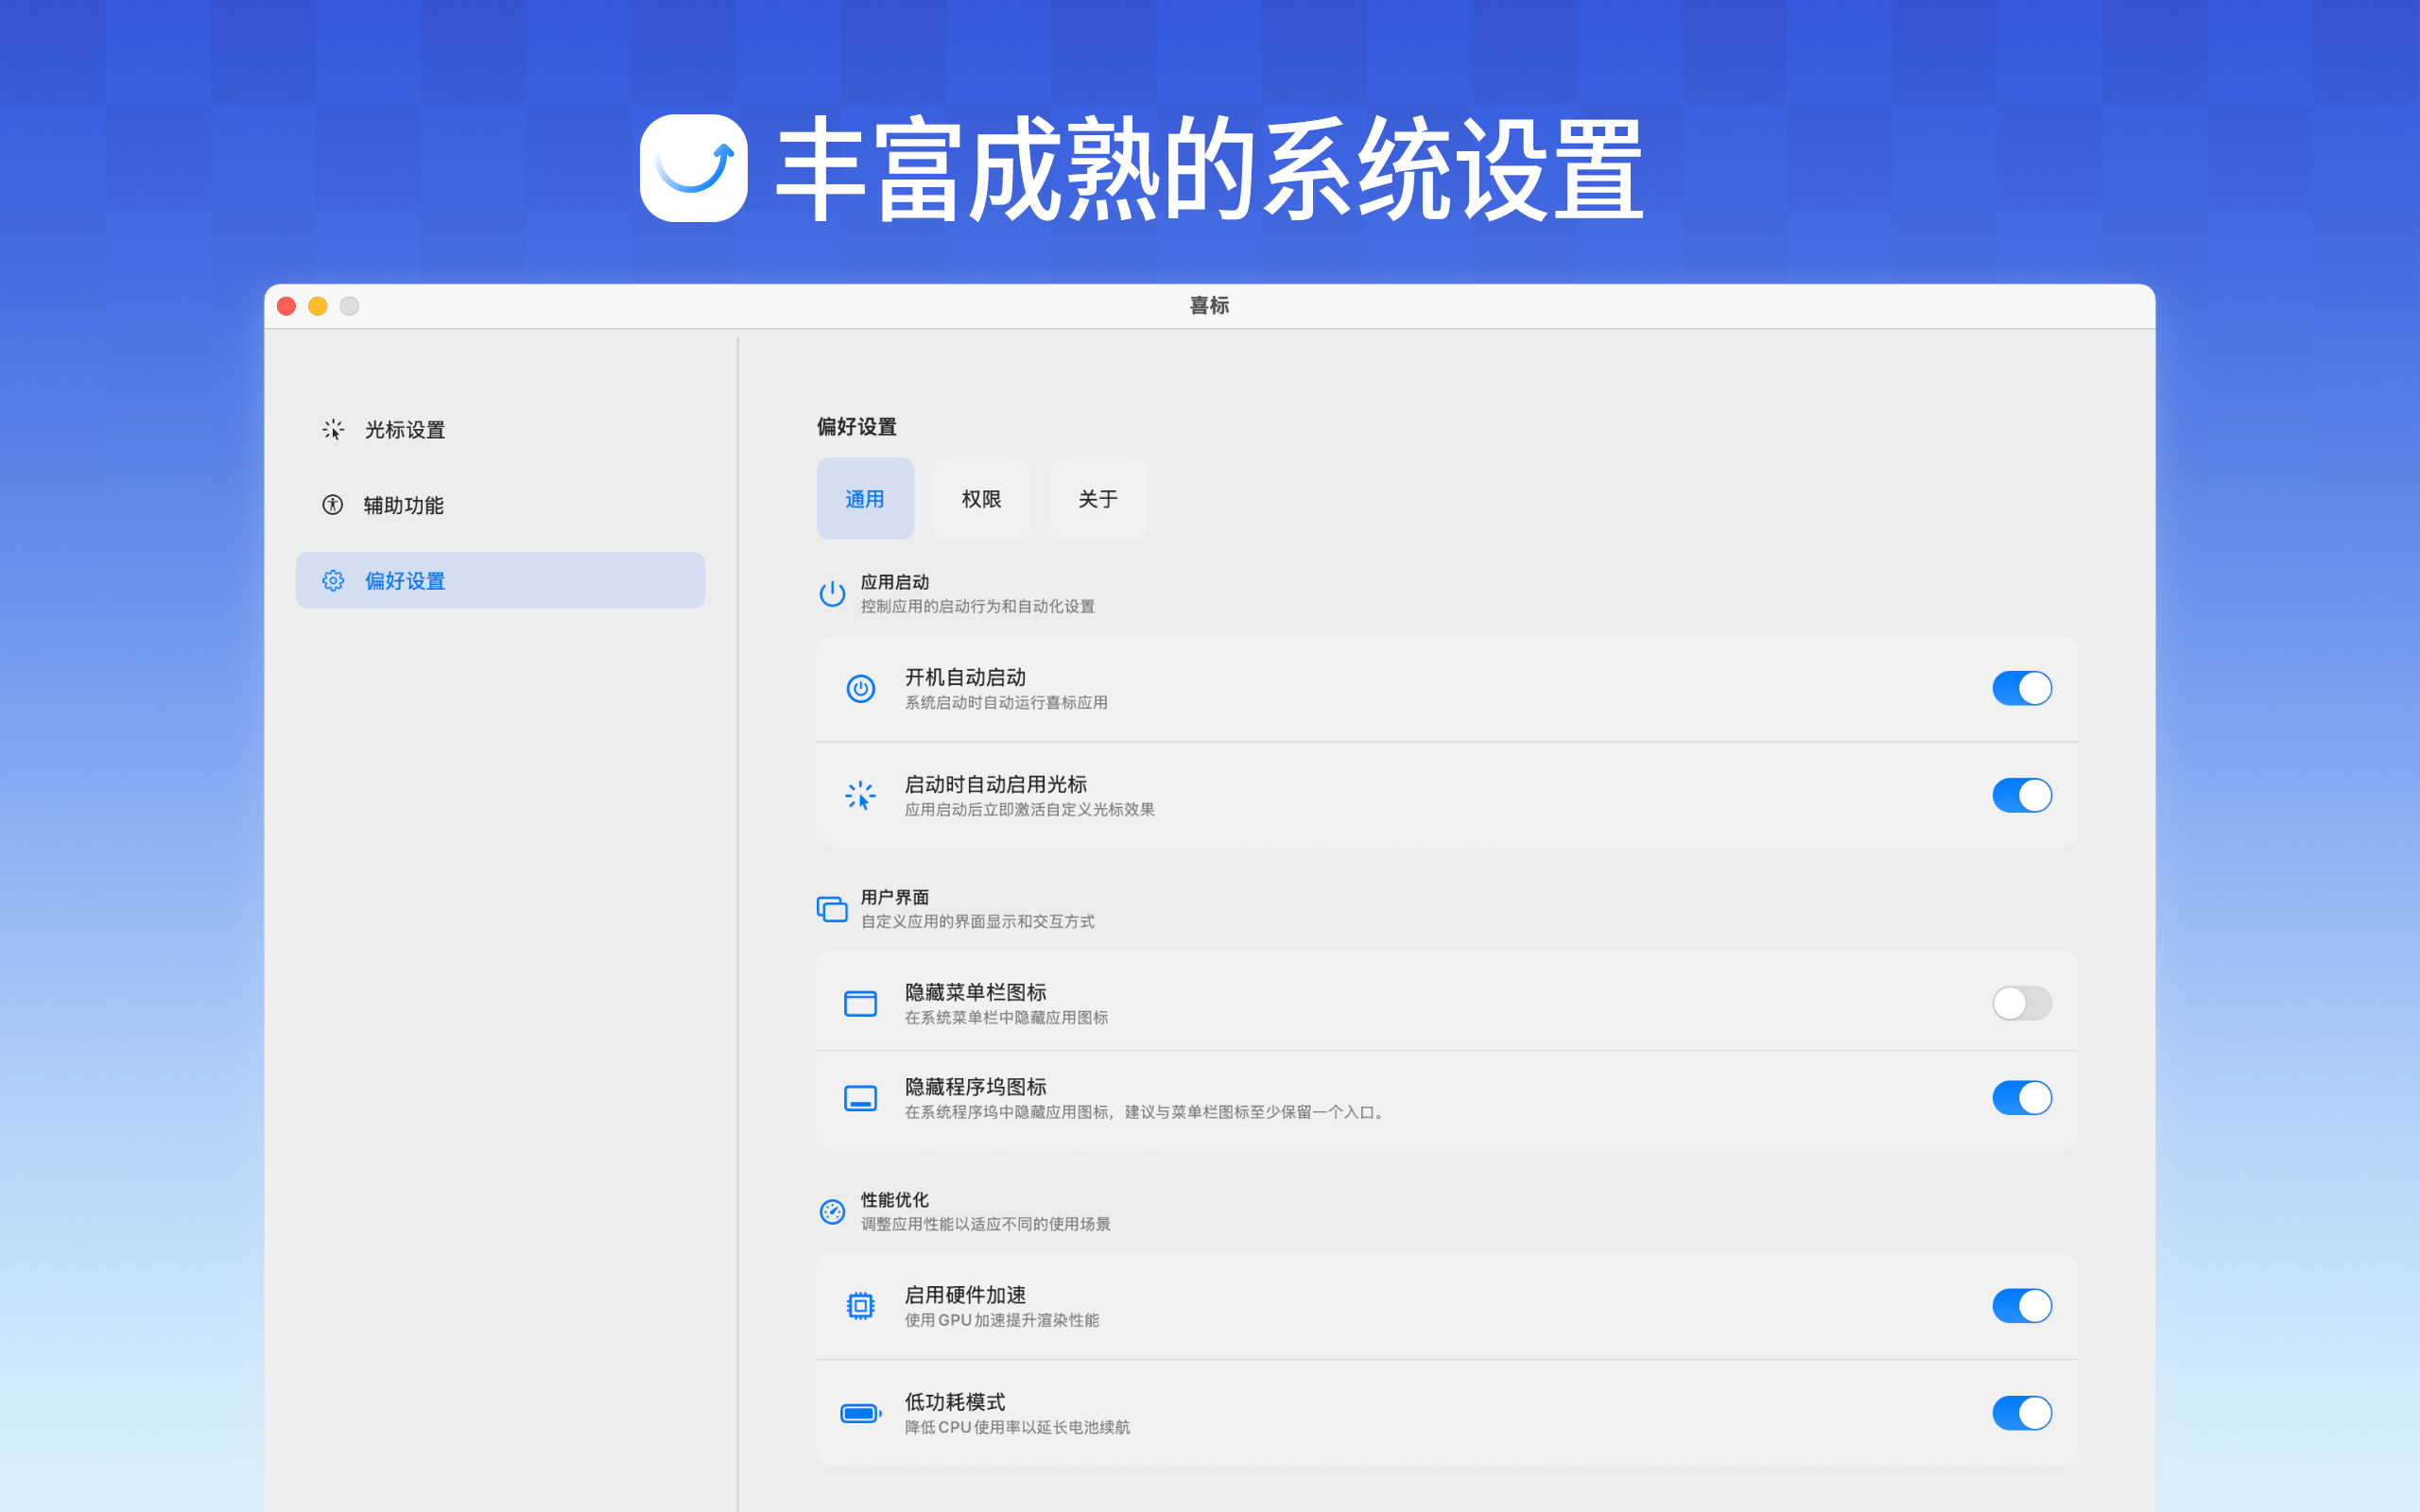 丰富成熟的系统设置
喜标
光标设置
辅助功能
偏好设置
偏好设置
通用
权限
关于
应用启动
控制应用的启动行为和自动化设置
开机自动启动
系统启动时自动运行喜标应用
启动时自动启用光标
应用启动后立即激活自定义光标效果
用户界面
自定义应用的界面显示和交互方式
隐藏菜单栏图标
在系统菜单栏中隐藏应用图标
隐藏程序坞图标
在系统程序坞中隐藏应用图标，建议与菜单栏图标至少保留一个入口。
性能优化
调整应用性能以适应不同的使用场景
启用硬件加速
使用 GPU 加速提升渲染性能
低功耗模式
降低 CPU 使用率以延长电池续航